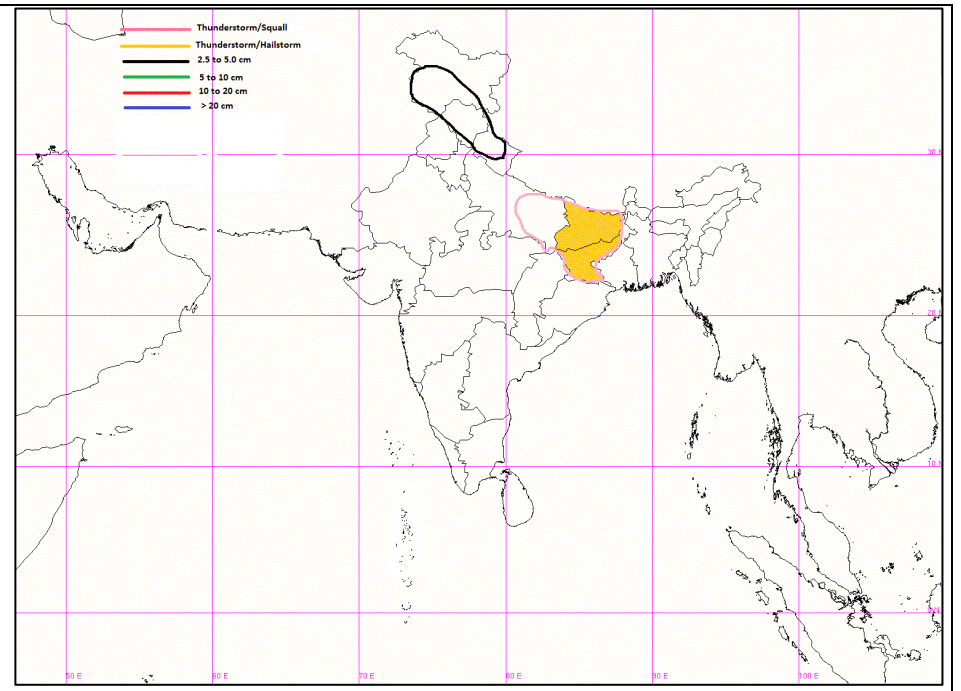 Thunderstorm/Squall
Thunderstorm/Hailstorm
2.5 to 5.0 cm
5 to 10 cm
10 to 20 cm
> 20 cm
30 N
20 N
10 N
50 E
60 E
70 E
80 E
90 E
100 E